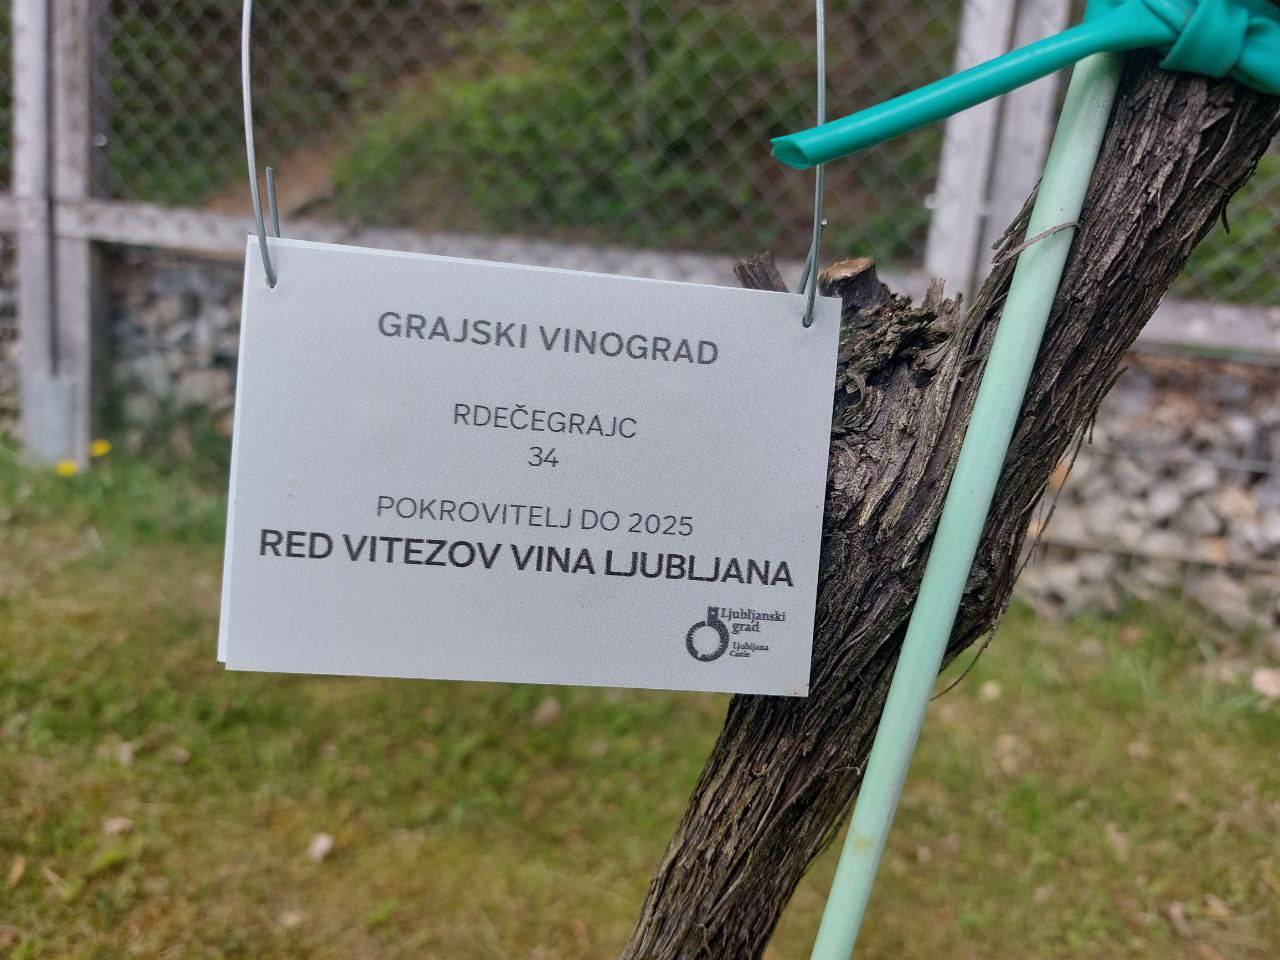 GRAJSKI VINOGRAD
RDEČEGRAJC
34
POKROVITELJ DO 2025
RED VITEZOV VINA LJUBLJANA
Ljubljanski
grad
Ljubljana
Castle